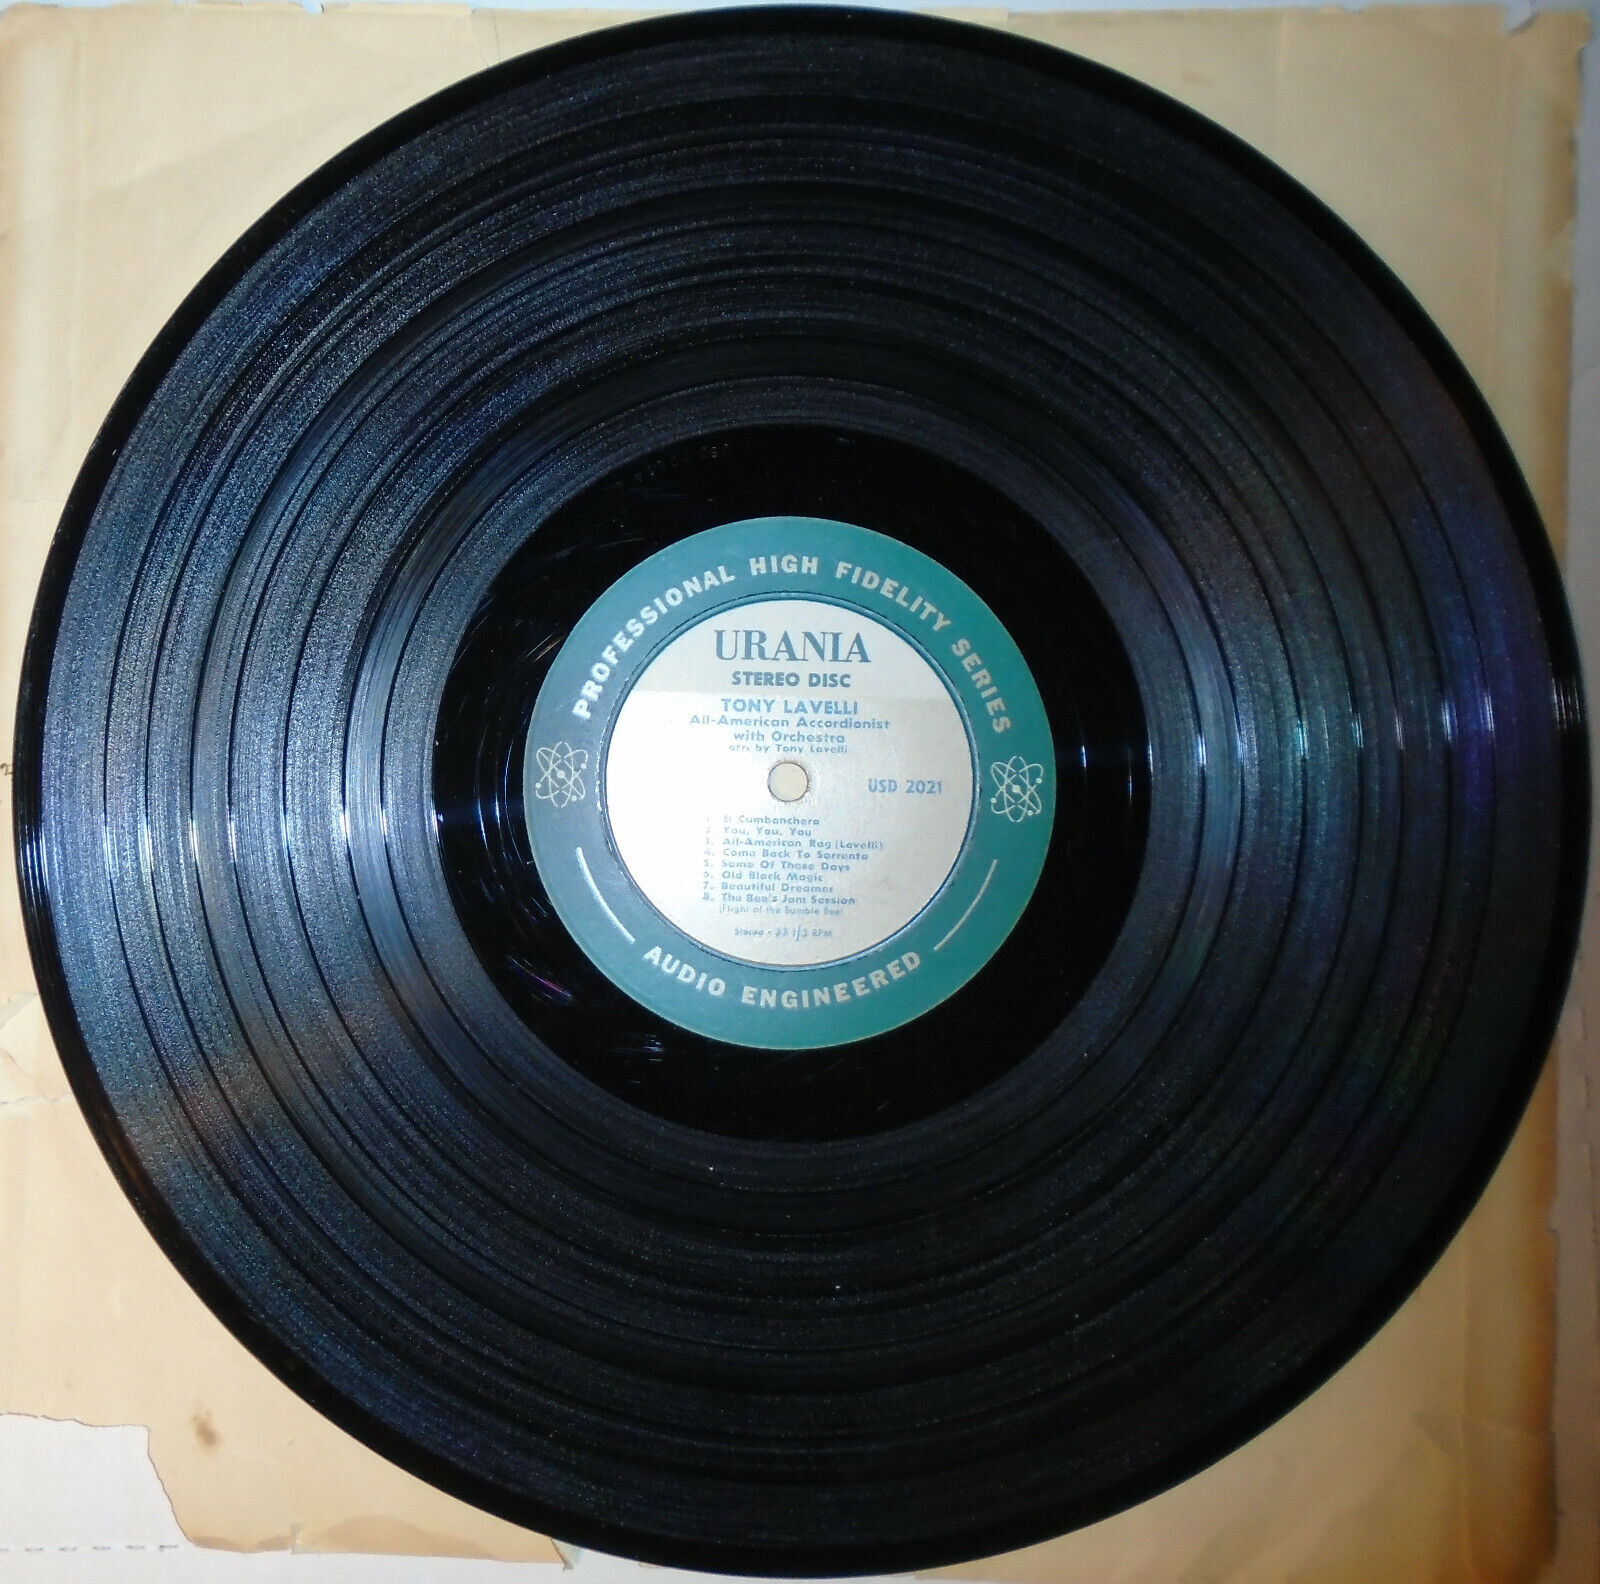 PROFESSIONAL HIGH FIDELITY SERIES
URANIA
STEREO DISC
TONY LAVELLI
All-American Accordionist
with Orchestra
arr. by Tony Lavelli
USD 2021
1. El Cumbanchero
2. You, You, You
3. All-American Rag (Lavelli)
4. Come Back To Sorrento
5. Some Of These Days
6. Old Black Magic
7. Beautiful Dreamer
8. The Bee's Jam Session
(Flight of the Bumble Bee)
Stereo - 33 1/3 RPM
AUDIO ENGINEERED